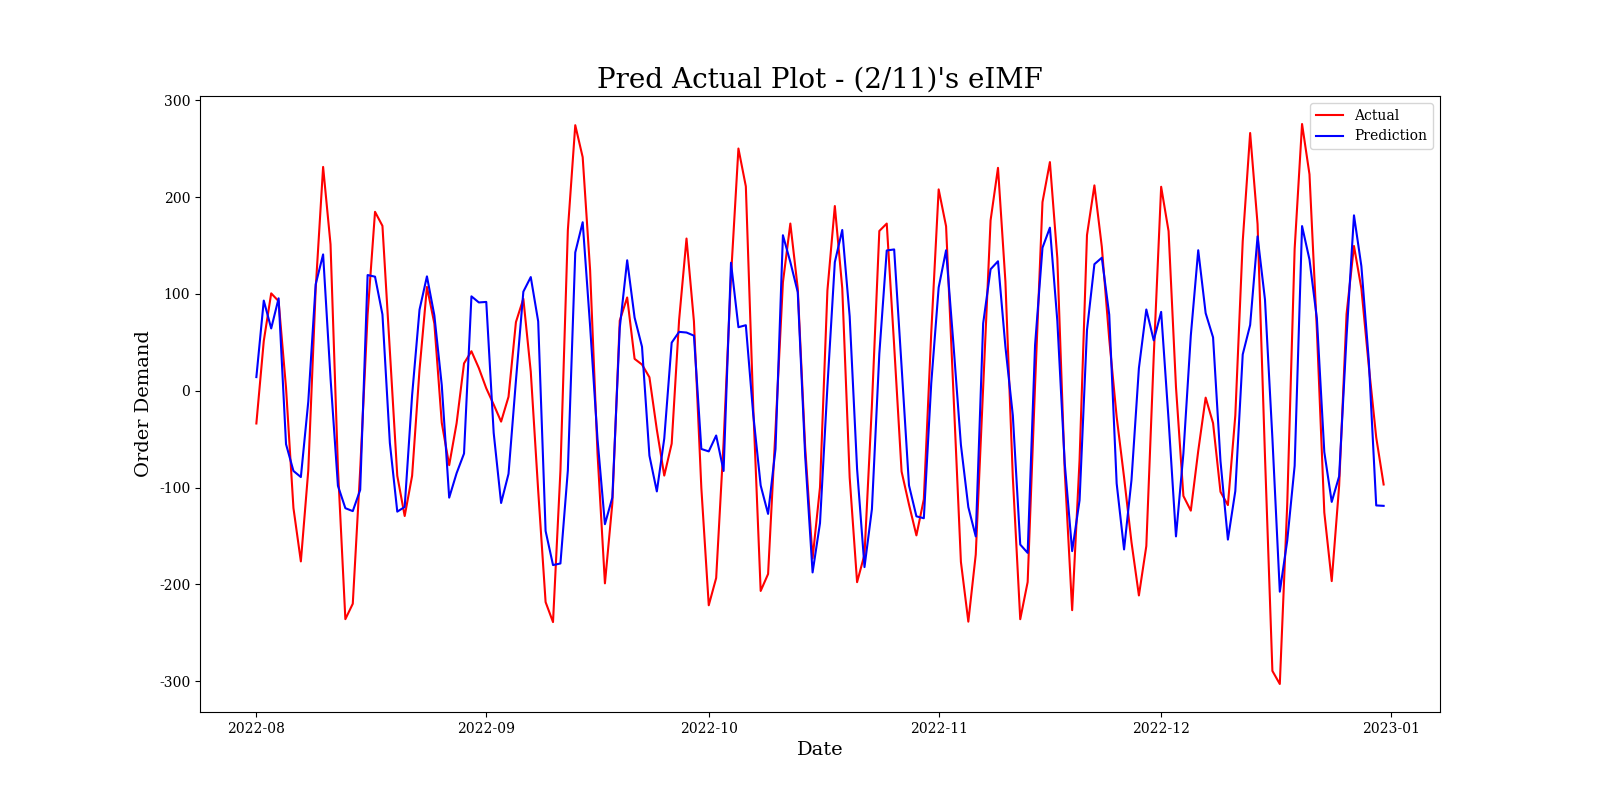 Pred Actual Plot - (2/11)'s eIMF
Actual
Prediction
Order Demand
300
200
100
0
-100
-200
-300
2022-08
2022-09
2022-10
2022-11
2022-12
2023-01
Date